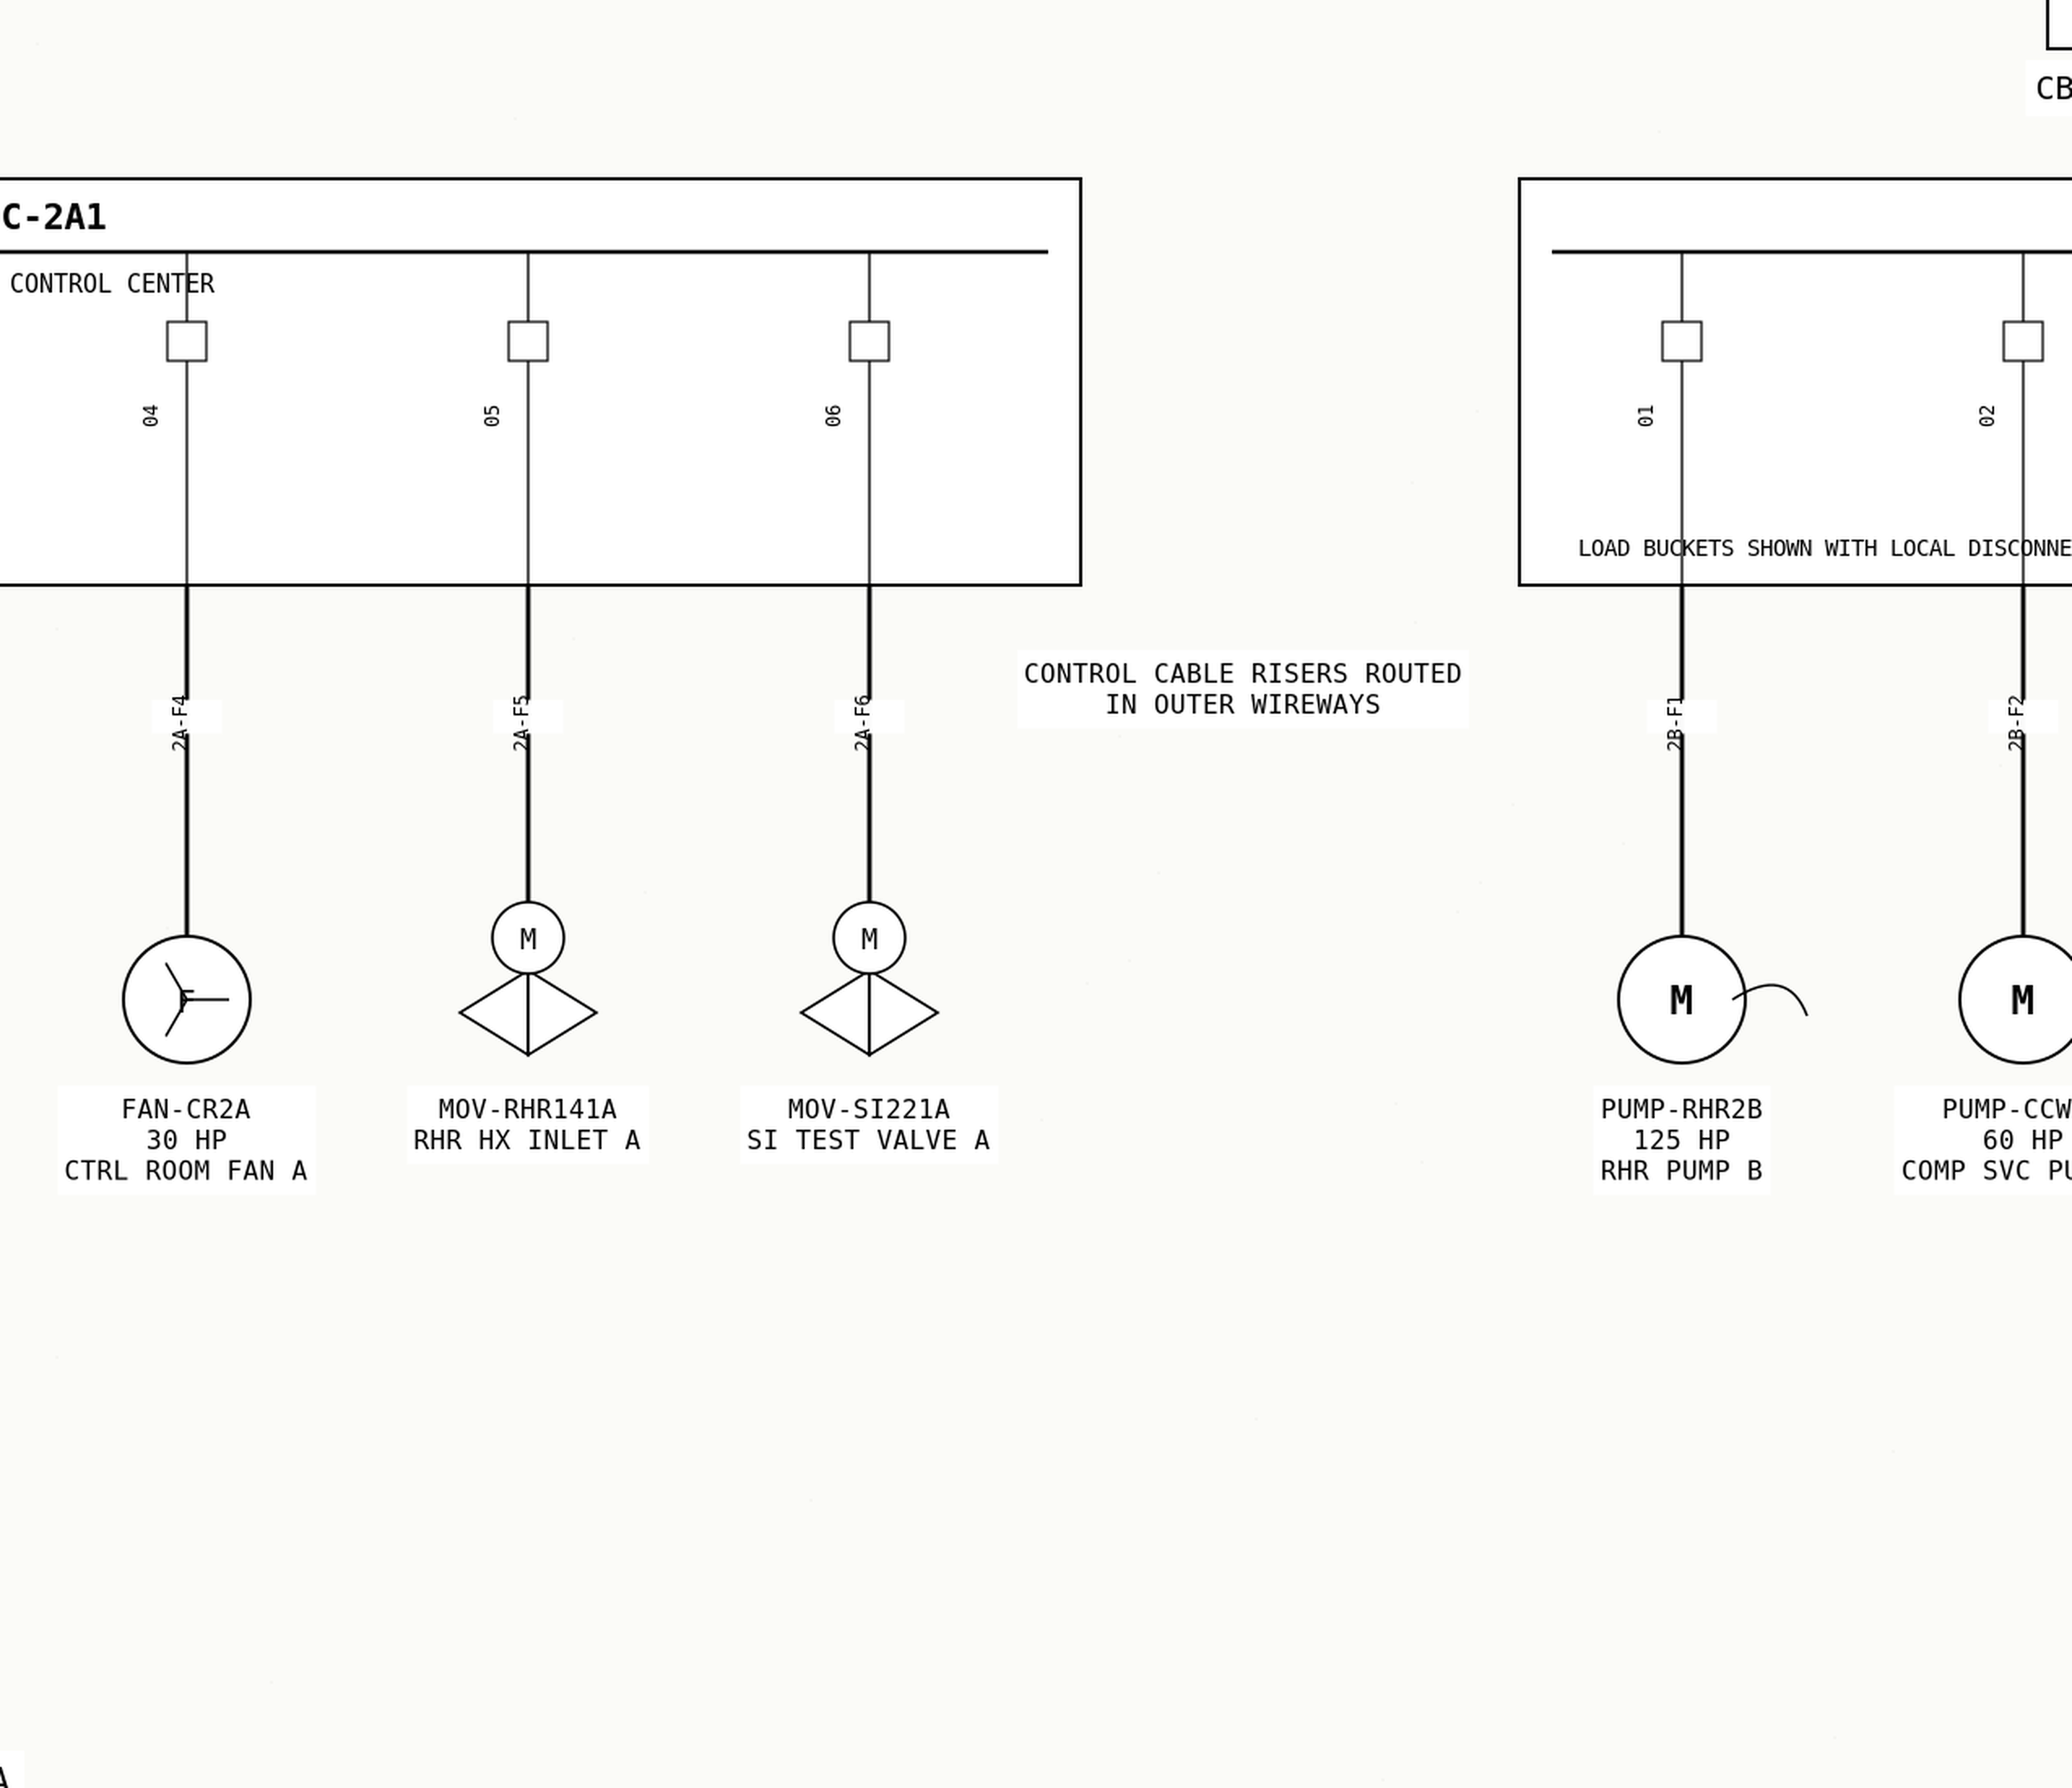 CB
C-2A1
CONTROL CENTER
04
05
06
01
02
LOAD BUCKETS SHOWN WITH LOCAL DISCONNE
CONTROL CABLE RISERS ROUTED
IN OUTER WIREWAYS
2A-F4
2A-F5
2A-F6
2B-F1
2B-F2
F
M
M
M
M
FAN-CR2A
30 HP
CTRL ROOM FAN A
MOV-RHR141A
RHR HX INLET A
MOV-SI221A
SI TEST VALVE A
PUMP-RHR2B
125 HP
RHR PUMP B
PUMP-CCW
60 HP
COMP SVC PU
A